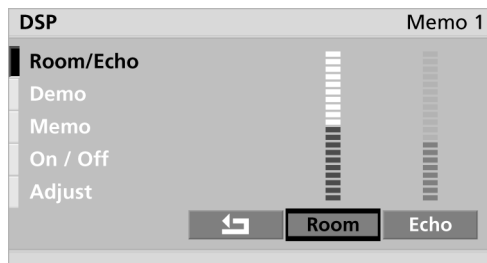 DSP Memo 1
Room/Echo
Demo
Memo
On / Off
Adjust
Room Echo